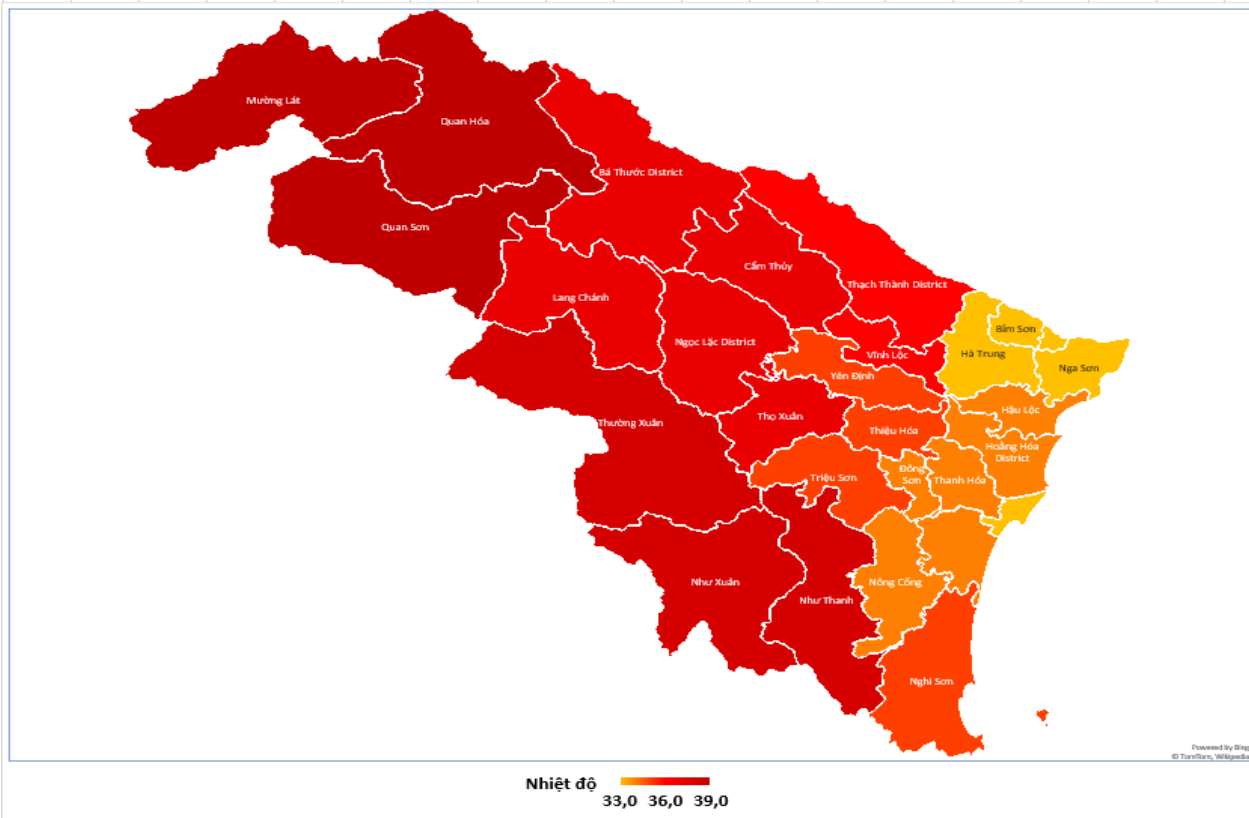 Mường Lát
Quan Hóa
Bá Thước District
Quan Sơn
Cẩm Thủy
Thạch Thành District
Lang Chánh
Bỉm Sơn
Ngọc Lặc District
Vĩnh Lộc
Hà Trung
Nga Sơn
Yên Định
Hậu Lộc
Thọ Xuân
Thường Xuân
Thiệu Hóa
Hoằng Hóa
District
Đông
Sơn
Triệu Sơn
Thanh Hóa
Như Xuân
Nông Cống
Như Thanh
Nghi Sơn
Powered by Bing
© TomTom, Wikipedia
Nhiệt độ
33,0 36,0 39,0